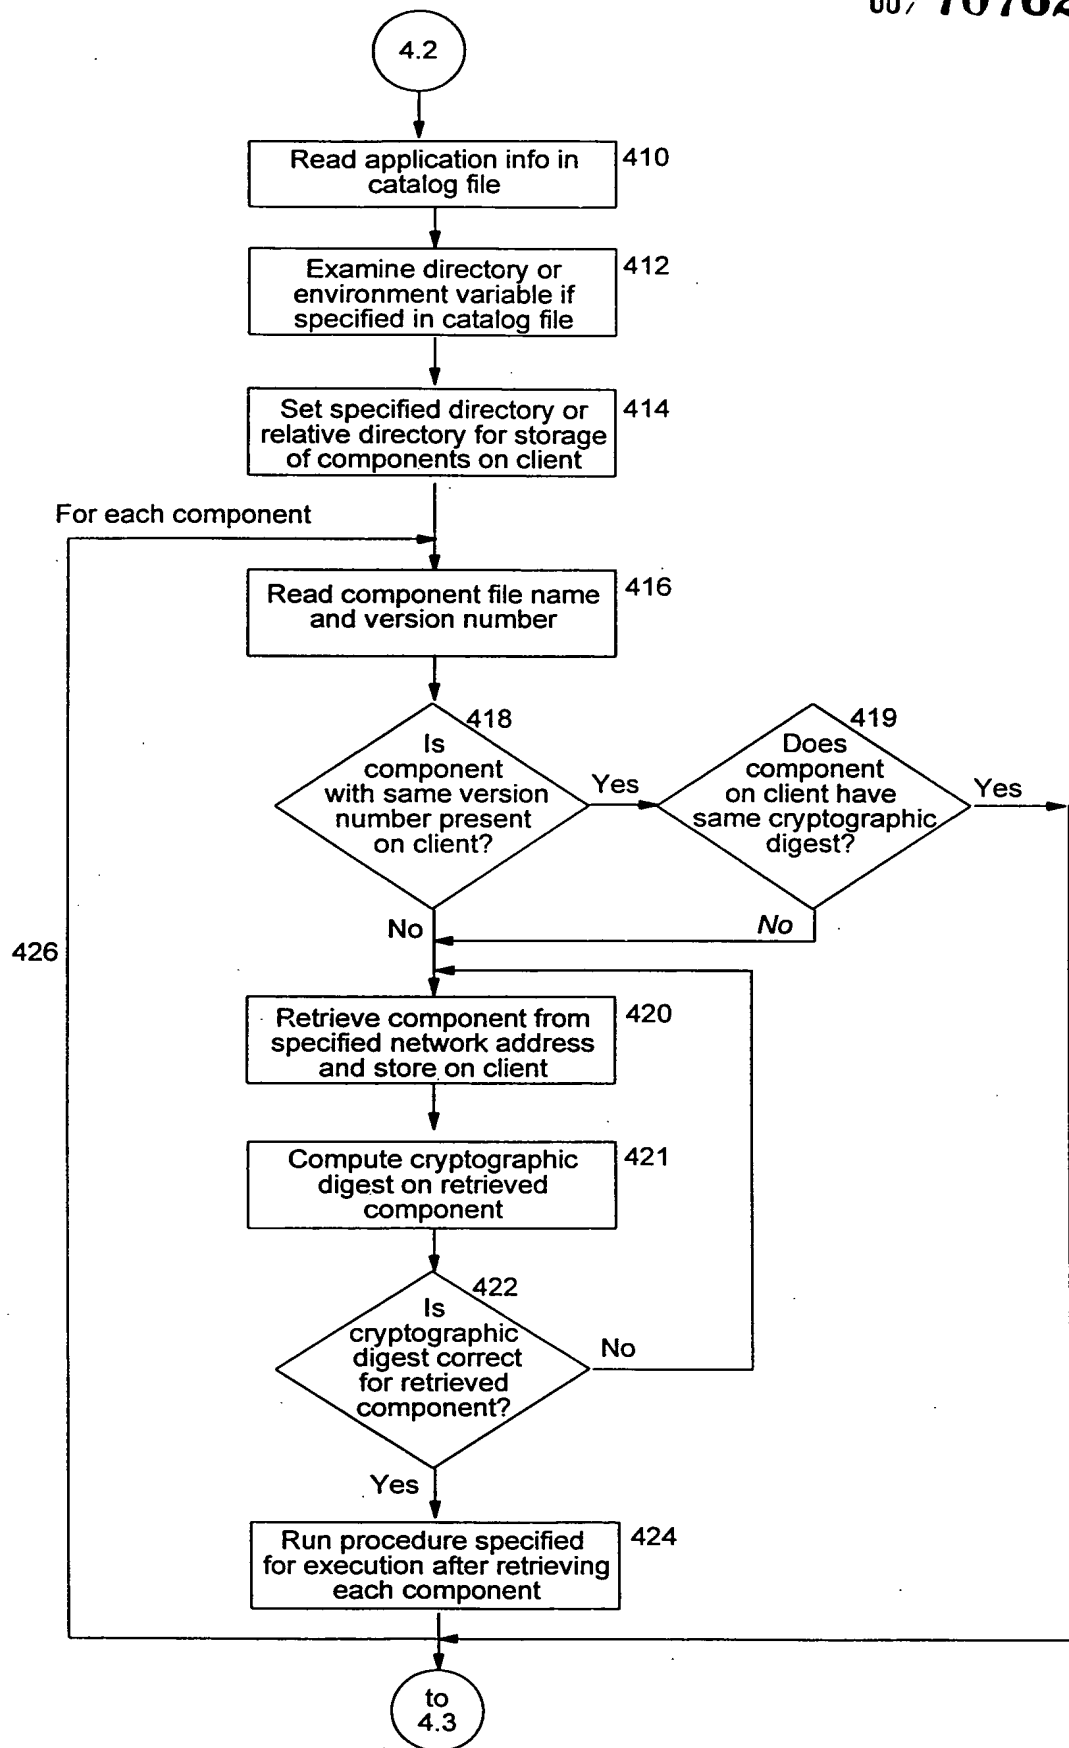 4.2
Read application info in
catalog file
410
Examine directory or
environment variable if
specified in catalog file
412
Set specified directory or
relative directory for storage
of components on client
414
For each component
Read component file name
and version number
416
418
Is
component
with same version
number present
on client?
Yes
419
Does
component
on client have
same cryptographic
digest?
Yes
No
No
426
Retrieve component from
specified network address
and store on client
420
Compute cryptographic
digest on retrieved
component
421
422
Is
cryptographic
digest correct
for retrieved
component?
No
Yes
Run procedure specified
for execution after retrieving
each component
424
to
4.3